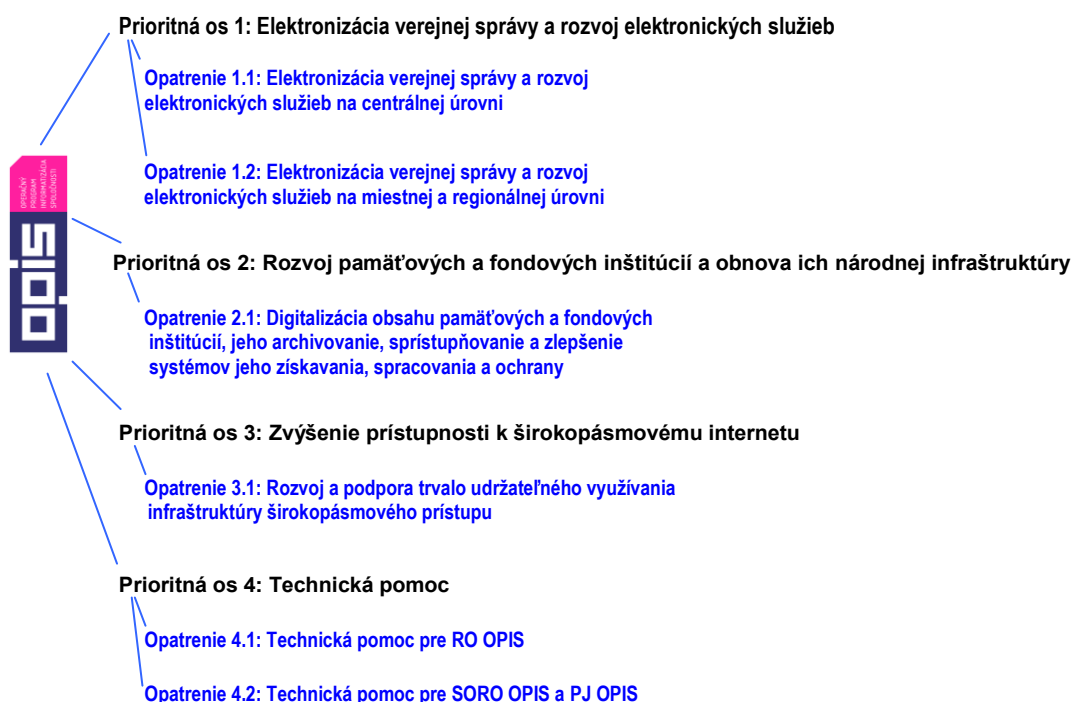 Prioritná os 1: Elektronizácia verejnej správy a rozvoj elektronických služieb
Opatrenie 1.1: Elektronizácia verejnej správy a rozvoj
elektronických služieb na centrálnej úrovni
Opatrenie 1.2: Elektronizácia verejnej správy a rozvoj
elektronických služieb na miestnej a regionálnej úrovni
OPERAČNÝ
PROGRAM
INFORMATIZÁCIA
SPOLOČNOSTI
opis
Prioritná os 2: Rozvoj pamäťových a fondových inštitúcií a obnova ich národnej infraštruktúry
Opatrenie 2.1: Digitalizácia obsahu pamäťových a fondových
inštitúcií, jeho archivovanie, sprístupňovanie a zlepšenie
systémov jeho získavania, spracovania a ochrany
Prioritná os 3: Zvýšenie prístupnosti k širokopásmovému internetu
Opatrenie 3.1: Rozvoj a podpora trvalo udržateľného využívania
infraštruktúry širokopásmového prístupu
Prioritná os 4: Technická pomoc
Opatrenie 4.1: Technická pomoc pre RO OPIS
Opatrenie 4.2: Technická pomoc pre SORO OPIS a PJ OPIS